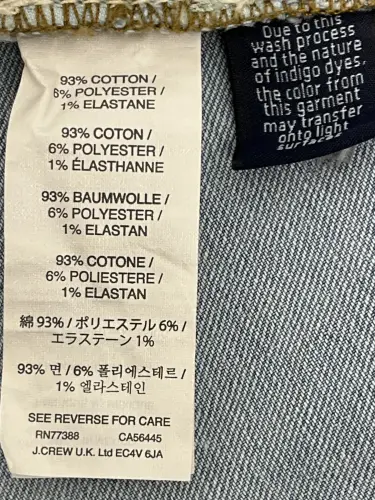 93% COTTON /
6% POLYESTER /
1% ELASTANE
93% COTON /
6% POLYESTER /
1% ÉLASTHANNE
93% BAUMWOLLE /
6% POLYESTER /
1% ELASTAN
93% COTONE /
6% POLIESTERE /
1% ELASTAN
綿 93% / ポリエステル 6% /
エラステーン 1%
93% 면 / 6% 폴리에스테르 /
1% 엘라스테인
SEE REVERSE FOR CARE
RN77388 CA56445
J.CREW U.K. Ltd EC4V 6JA
Due to this
wash process
and the nature
of indigo dyes,
the color from
this garment
may transfer
onto light
surfaces.